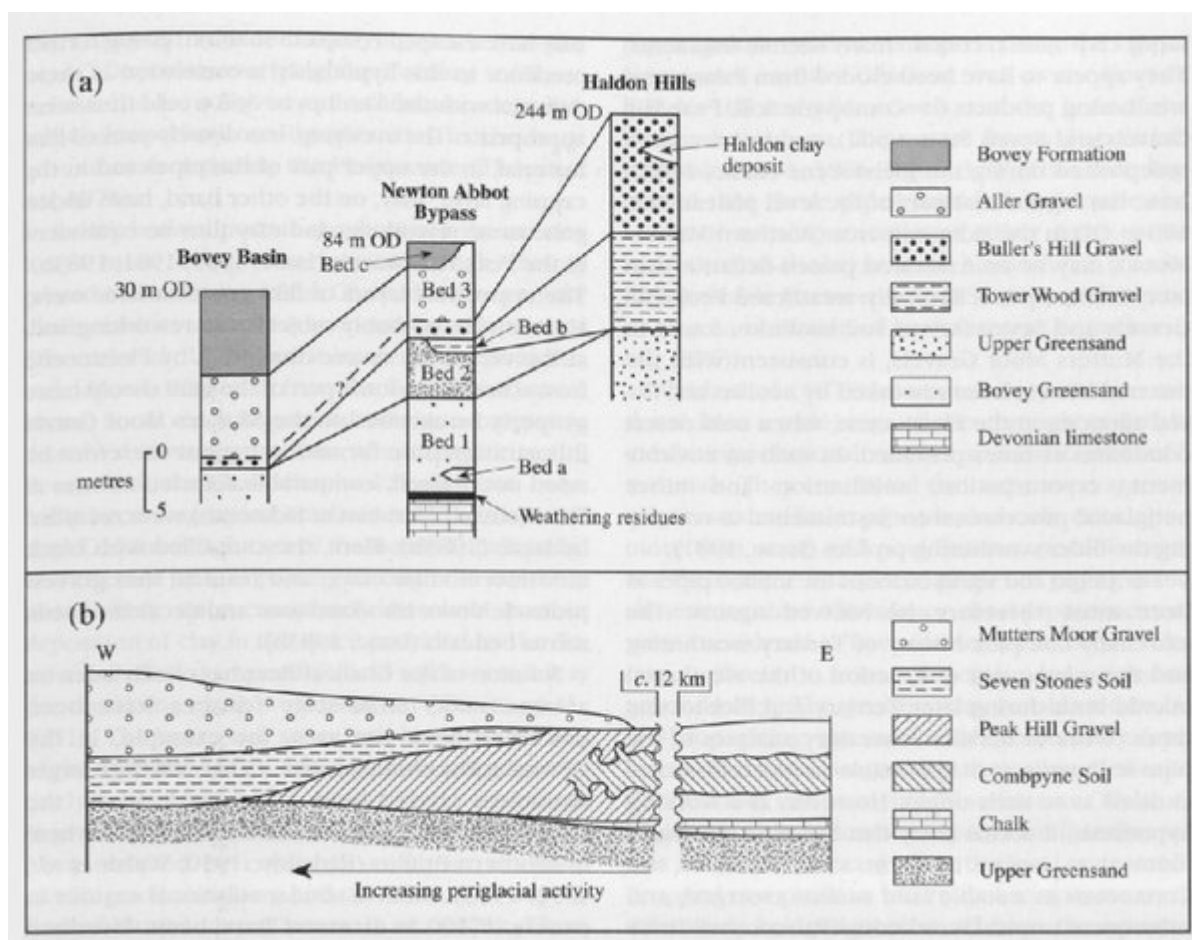 (a)
Haldon Hills
244 m OD
Haldon clay
deposit
Newton Abbot
Bypass
84 m OD
Bed c
Bed 3
Bovey Basin
30 m OD
Bed b
?
Bed 2
Bed 1
Bed a
0
metres
5
Weathering residues
Bovey Formation
Aller Gravel
Buller's Hill Gravel
Tower Wood Gravel
Upper Greensand
Bovey Greensand
Devonian limestone
(b)
W
E
c. 12 km
Increasing periglacial activity
Mutters Moor Gravel
Seven Stones Soil
Peak Hill Gravel
Combpyne Soil
Chalk
Upper Greensand